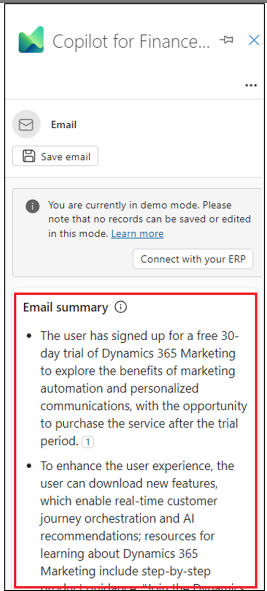 Copilot for Finance...
Email
Save email
You are currently in demo mode. Please
note that no records can be saved or edited
in this mode. Learn more
Connect with your ERP
Email summary
The user has signed up for a free 30-
day trial of Dynamics 365 Marketing
to explore the benefits of marketing
automation and personalized
communications, with the opportunity
to purchase the service after the trial
period. 1
To enhance the user experience, the
user can download new features,
which enable real-time customer
journey orchestration and AI
recommendations; resources for
learning about Dynamics 365
Marketing include step-by-step
product guidance, "Join the Dynamics